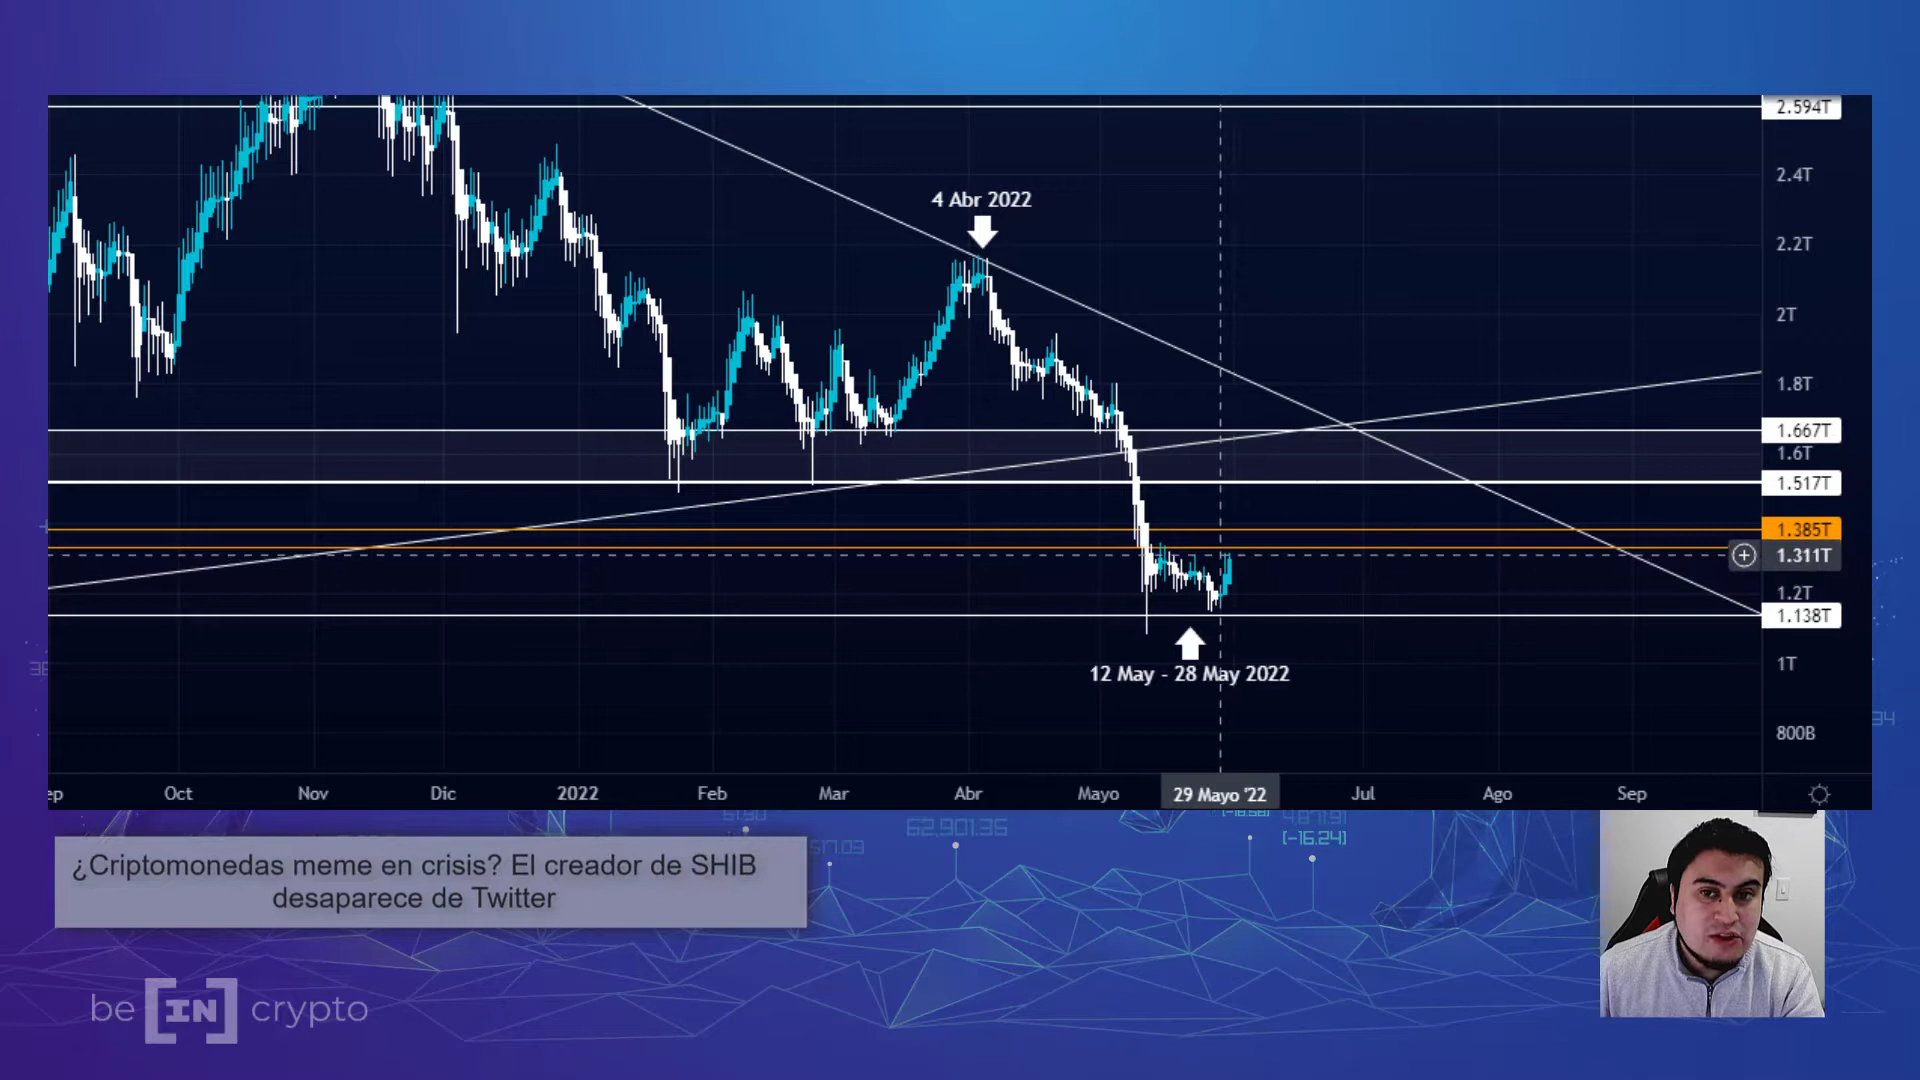 2.594T
2.4T
4 Abr 2022
2.2T
2T
1.8T
1.667T
1.6T
1.517T
1.385T
1.311T
1.2T
1.138T
12 May - 28 May 2022
1T
800B
Oct Nov Dic 2022 Feb Mar Abr Mayo 29 Mayo '22 Jul Ago Sep
62,901.35
[-16.24]
¿Criptomonedas meme en crisis? El creador de SHIB
desaparece de Twitter
be [IN] crypto